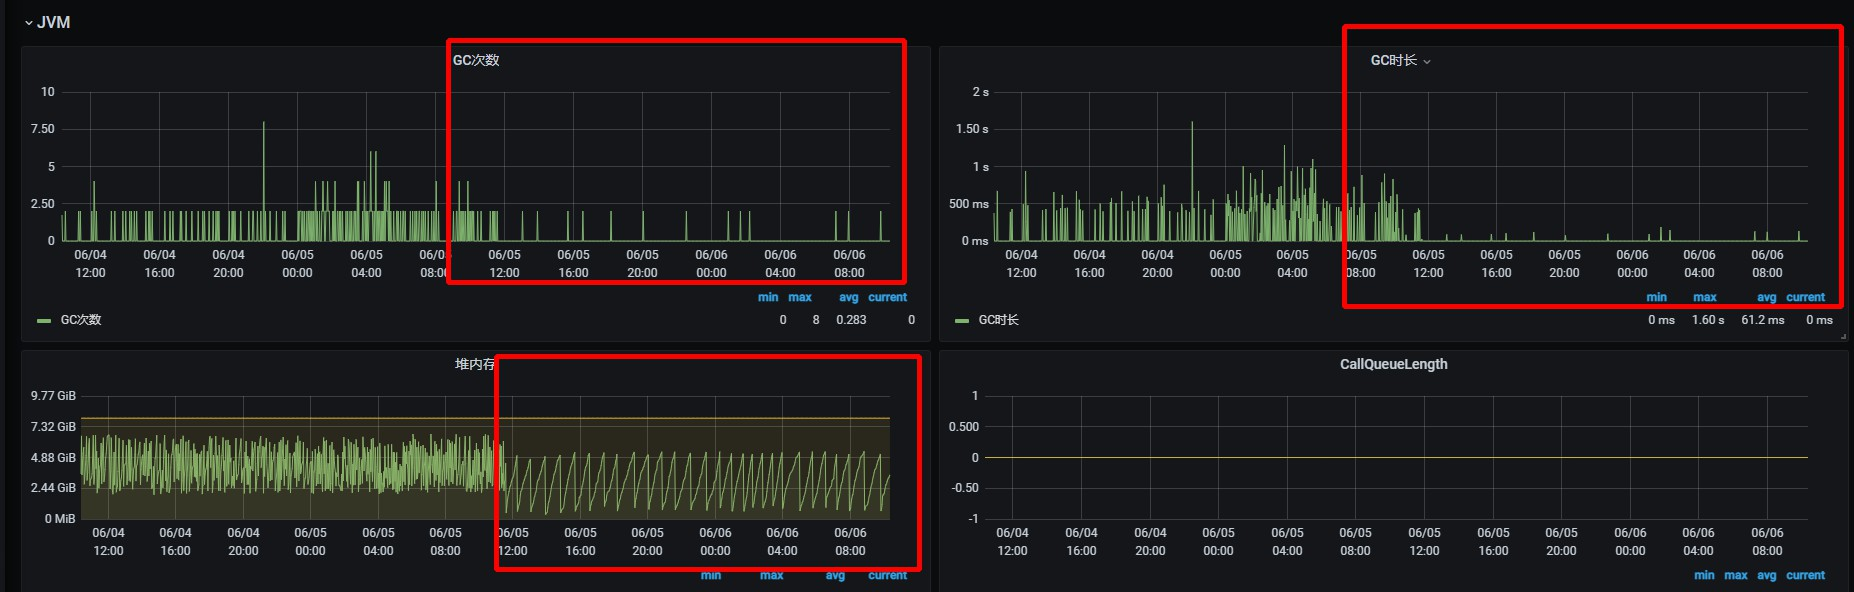 JVM
GC次数
10
7.50
5
2.50
0
06/04 06/04 06/04 06/05 06/05 06/05 06/05 06/05 06/05 06/06 06/06 06/06
12:00 16:00 20:00 00:00 04:00 08:00 12:00 16:00 20:00 00:00 04:00 08:00
min max avg current
GC次数 0 8 0.283 0
GC时长
2 s
1.50 s
1 s
500 ms
0 ms
06/04 06/04 06/04 06/05 06/05 06/05 06/05 06/05 06/05 06/06 06/06 06/06
12:00 16:00 20:00 00:00 04:00 08:00 12:00 16:00 20:00 00:00 04:00 08:00
min max avg current
GC时长 0 ms 1.60 s 61.2 ms 0 ms
堆内存
9.77 GiB
7.32 GiB
4.88 GiB
2.44 GiB
0 MiB
06/04 06/04 06/04 06/05 06/05 06/05 06/05 06/05 06/05 06/06 06/06 06/06
12:00 16:00 20:00 00:00 04:00 08:00 12:00 16:00 20:00 00:00 04:00 08:00
min max avg current
CallQueueLength
1
0.500
0
-0.50
-1
06/04 06/04 06/04 06/05 06/05 06/05 06/05 06/05 06/05 06/06 06/06 06/06
12:00 16:00 20:00 00:00 04:00 08:00 12:00 16:00 20:00 00:00 04:00 08:00
min max avg current